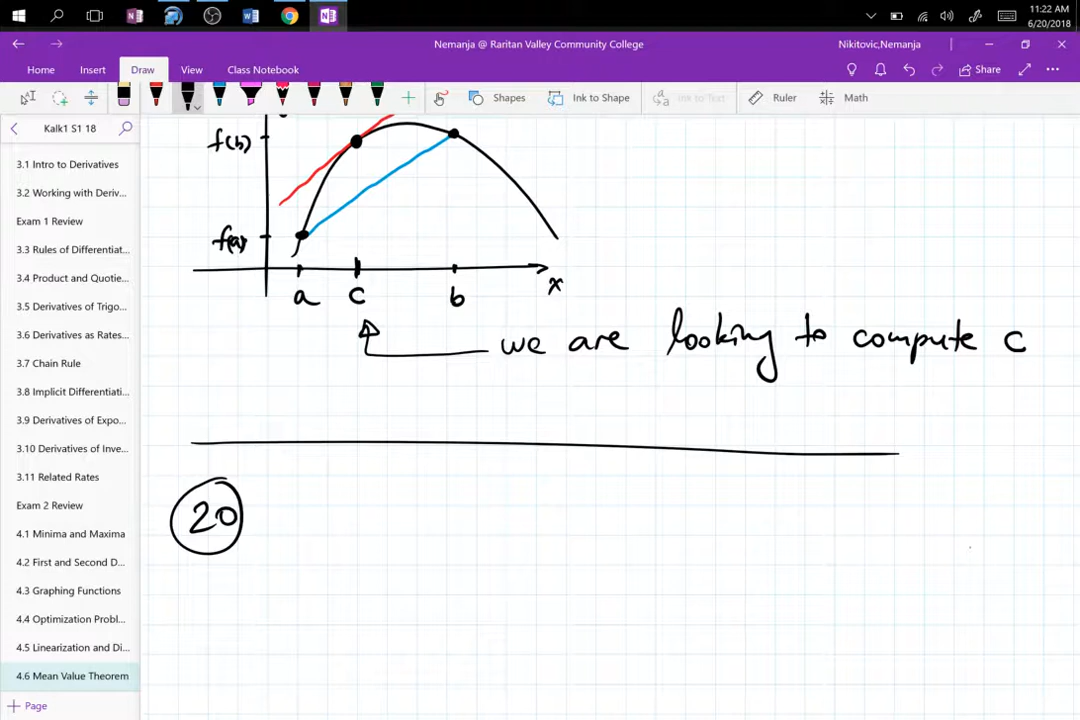 11:22 AM
6/20/2018
Nemanja @ Raritan Valley Community College
Nikitovic,Nemanja
Home Insert Draw View Class Notebook Share
Shapes Ink to Shape Ink to Text Ruler Math
Kalk1 S1 18
3.1 Intro to Derivatives
3.2 Working with Deriv...
Exam 1 Review
3.3 Rules of Differentiat...
3.4 Product and Quotie...
3.5 Derivatives of Trigo...
3.6 Derivatives as Rates...
3.7 Chain Rule
3.8 Implicit Differentiati...
3.9 Derivatives of Expo...
3.10 Derivatives of Inve...
3.11 Related Rates
Exam 2 Review
4.1 Minima and Maxima
4.2 First and Second D...
4.3 Graphing Functions
4.4 Optimization Probl...
4.5 Linearization and Di...
4.6 Mean Value Theorem
Page
f(b)
f(a)
a c b x
we are looking to compute c
20